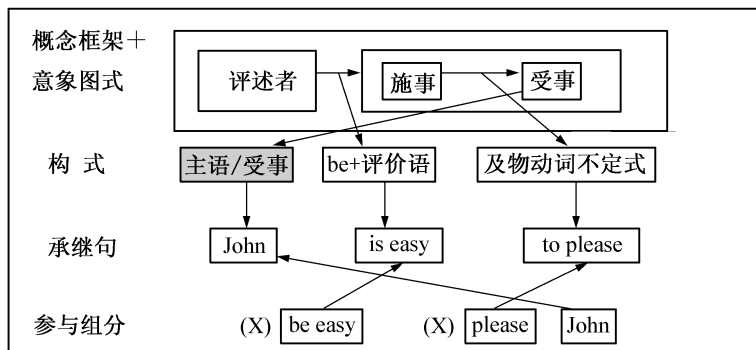 概念框架＋
意象图式
评述者
施事
受事
构 式
主语/受事
be+评价语
及物动词不定式
承继句
John
is easy
to please
参与组分
(X) be easy
(X) please
John